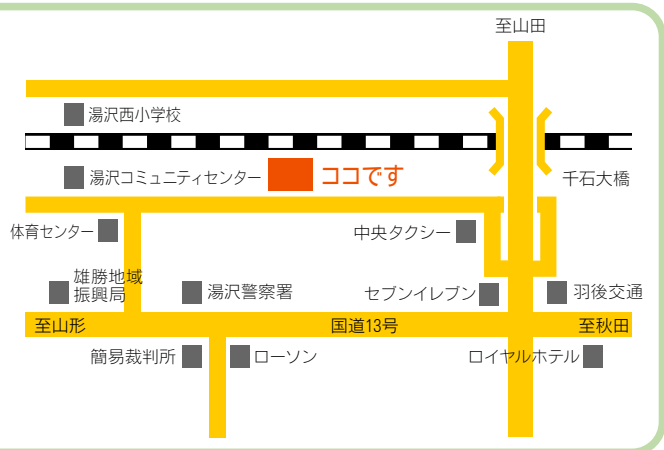 至山田
湯沢西小学校
湯沢コミュニティセンター
ココです
千石大橋
体育センター
中央タクシー
雄勝地域
振興局
湯沢警察署
セブンイレブン
羽後交通
至山形
国道13号
至秋田
簡易裁判所
ローソン
ロイヤルホテル